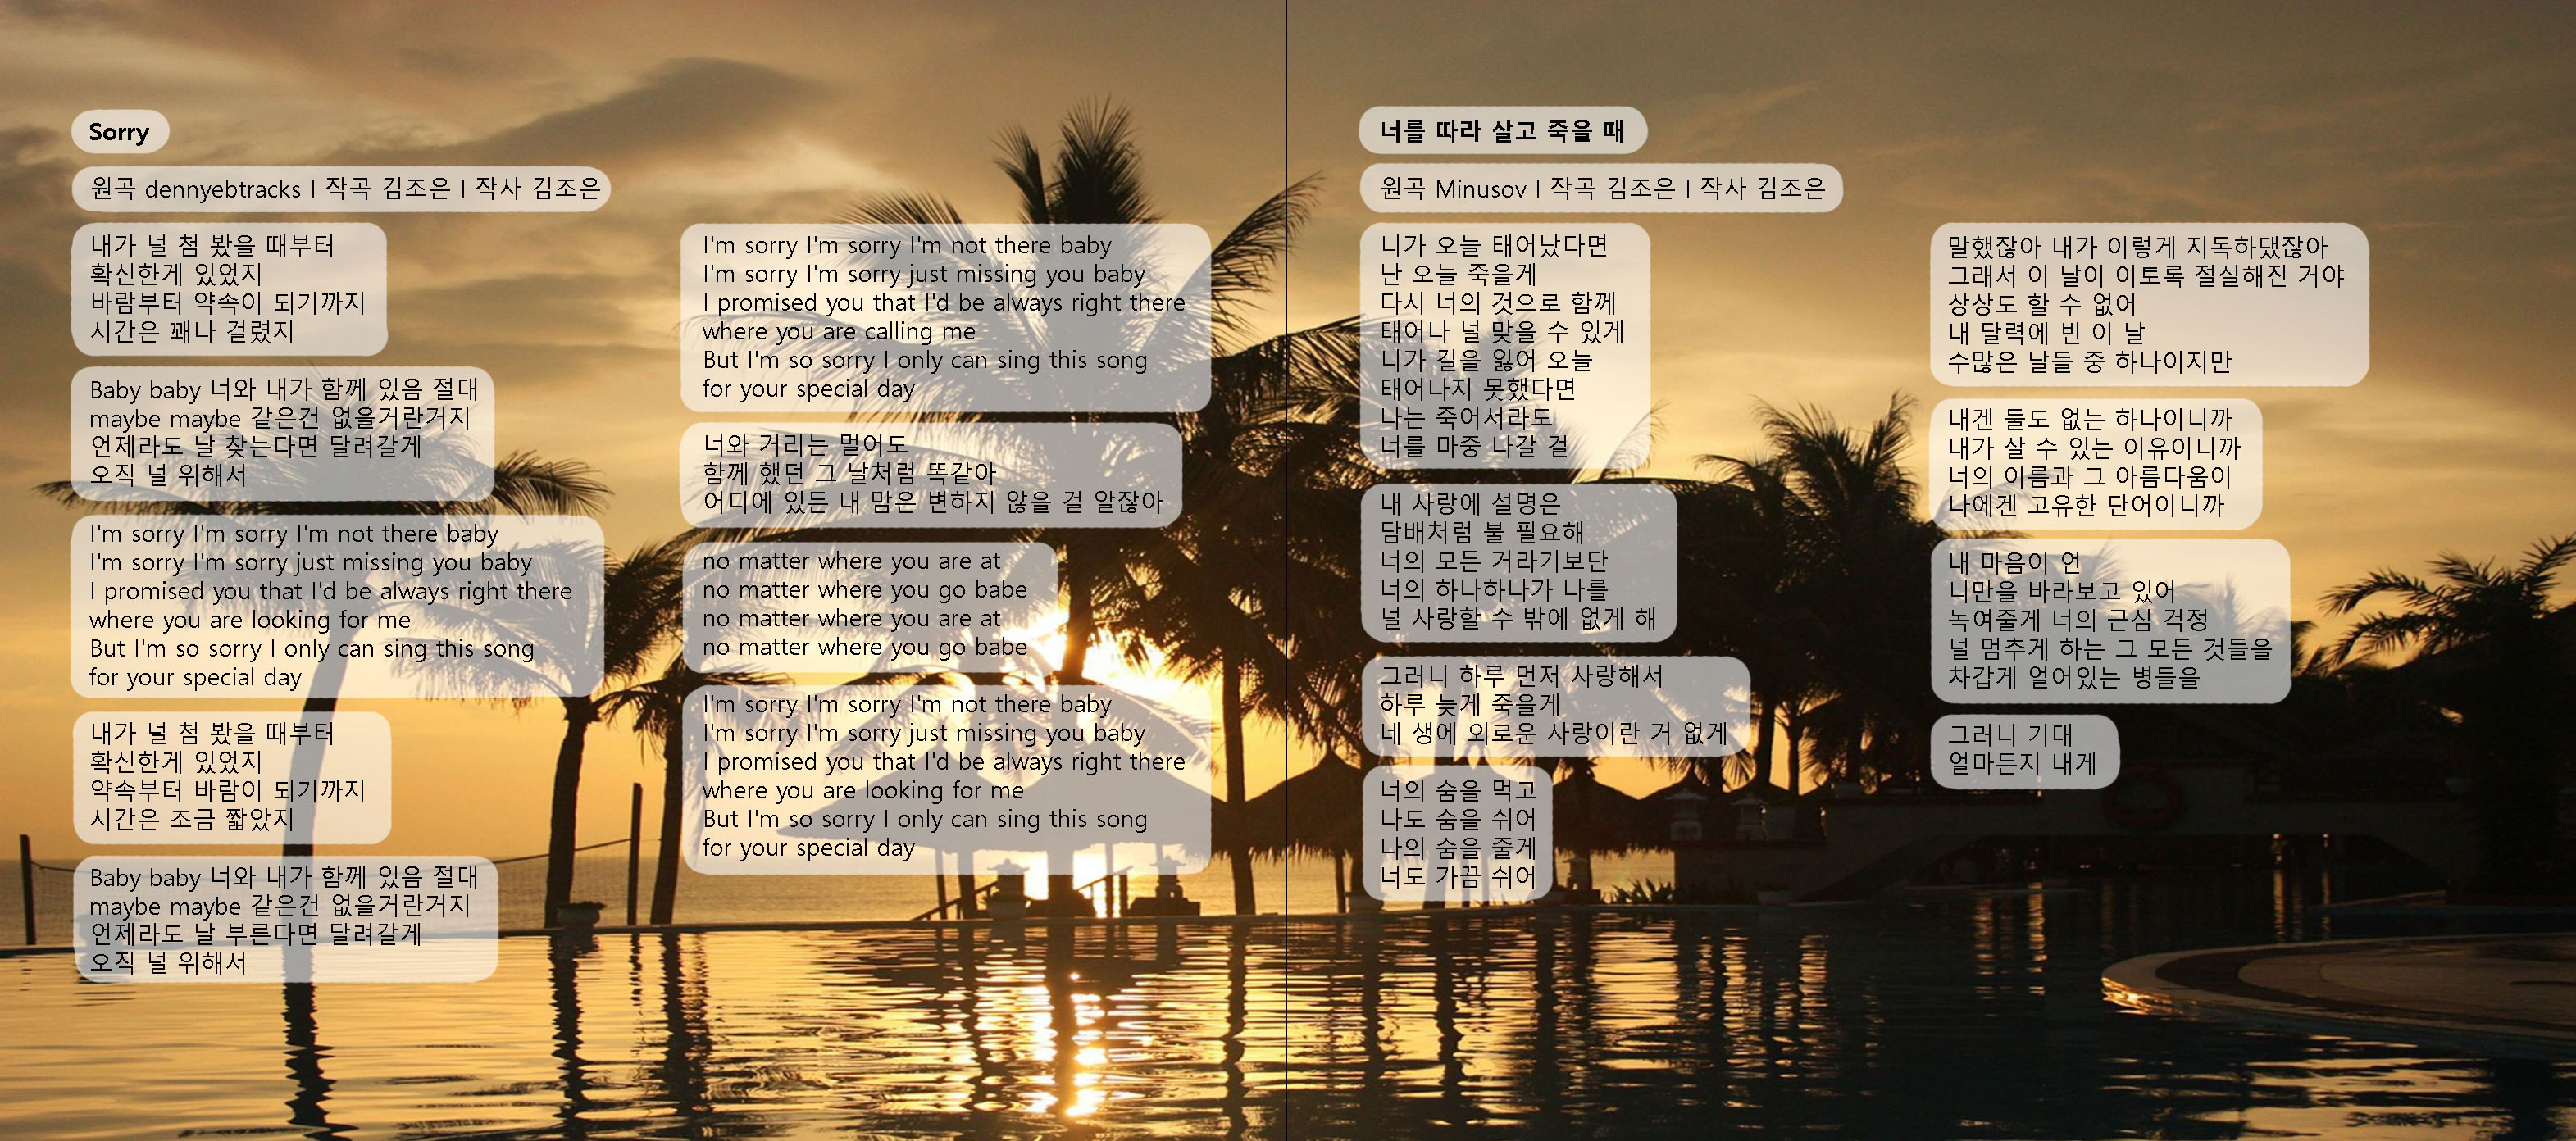 Sorry
원곡 dennyebtracks I 작곡 김조은 I 작사 김조은
내가 널 첨 봤을 때부터
확신한게 있었지
바람부터 약속이 되기까지
시간은 꽤나 걸렸지
Baby baby 너와 내가 함께 있음 절대
maybe maybe 같은건 없을거란거지
언제라도 날 찾는다면 달려갈게
오직 널 위해서
I'm sorry I'm sorry I'm not there baby
I'm sorry I'm sorry just missing you baby
I promised you that I'd be always right there
where you are looking for me
But I'm so sorry I only can sing this song
for your special day
내가 널 첨 봤을 때부터
확신한게 있었지
약속부터 바람이 되기까지
시간은 조금 짧았지
Baby baby 너와 내가 함께 있음 절대
maybe maybe 같은건 없을거란거지
언제라도 날 부른다면 달려갈게
오직 널 위해서
I'm sorry I'm sorry I'm not there baby
I'm sorry I'm sorry just missing you baby
I promised you that I'd be always right there
where you are calling me
But I'm so sorry I only can sing this song
for your special day
너와 거리는 멀어도
함께 했던 그 날처럼 똑같아
어디에 있든 내 맘은 변하지 않을 걸 알잖아
no matter where you are at
no matter where you go babe
no matter where you are at
no matter where you go babe
I'm sorry I'm sorry I'm not there baby
I'm sorry I'm sorry just missing you baby
I promised you that I'd be always right there
where you are looking for me
But I'm so sorry I only can sing this song
for your special day
너를 따라 살고 죽을 때
원곡 Minusov I 작곡 김조은 I 작사 김조은
니가 오늘 태어났다면
난 오늘 죽을게
다시 너의 것으로 함께
태어나 널 맞을 수 있게
니가 길을 잃어 오늘
태어나지 못했다면
나는 죽어서라도
너를 마중 나갈 걸
내 사랑에 설명은
담배처럼 불 필요해
너의 모든 거라기보단
너의 하나하나가 나를
널 사랑할 수 밖에 없게 해
그러니 하루 먼저 사랑해서
하루 늦게 죽을게
네 생에 외로운 사랑이란 거 없게
너의 숨을 먹고
나도 숨을 쉬어
나의 숨을 줄게
너도 가끔 쉬어
말했잖아 내가 이렇게 지독하댔잖아
그래서 이 날이 이토록 절실해진 거야
상상도 할 수 없어
내 달력에 빈 이 날
수많은 날들 중 하나이지만
내겐 둘도 없는 하나이니까
내가 살 수 있는 이유이니까
너의 이름과 그 아름다움이
나에겐 고유한 단어이니까
내 마음이 언
니만을 바라보고 있어
녹여줄게 너의 근심 걱정
널 멈추게 하는 그 모든 것들을
차갑게 얼어있는 병들을
그러니 기대
얼마든지 내게